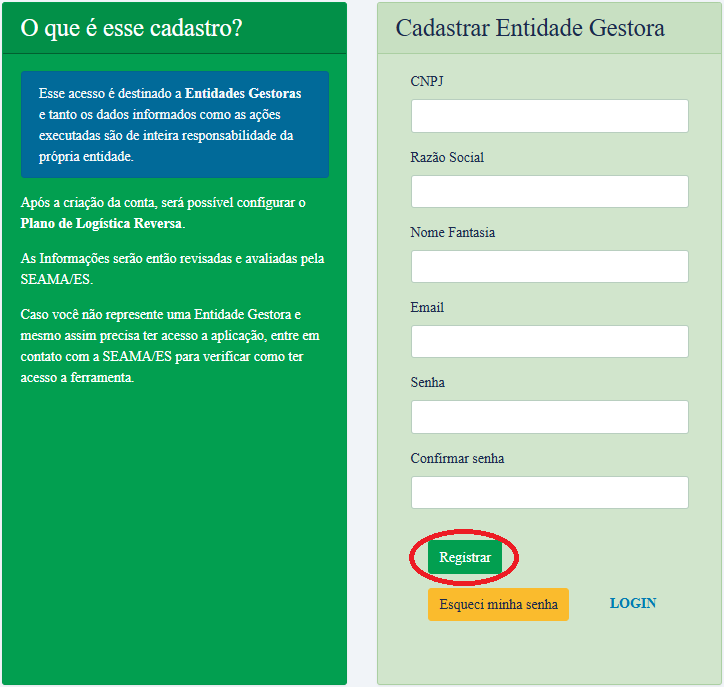 O que é esse cadastro?
Esse acesso é destinado a Entidades Gestoras
e tanto os dados informados como as ações
executadas são de inteira responsabilidade da
própria entidade.
Após a criação da conta, será possível configurar o
Plano de Logística Reversa.
As Informações serão então revisadas e avaliadas pela
SEAMA/ES.
Caso você não represente uma Entidade Gestora e
mesmo assim precisa ter acesso a aplicação, entre em
contato com a SEAMA/ES para verificar como ter
acesso a ferramenta.
Cadastrar Entidade Gestora
CNPJ
Razão Social
Nome Fantasia
Email
Senha
Confirmar senha
Registrar
Esqueci minha senha
LOGIN